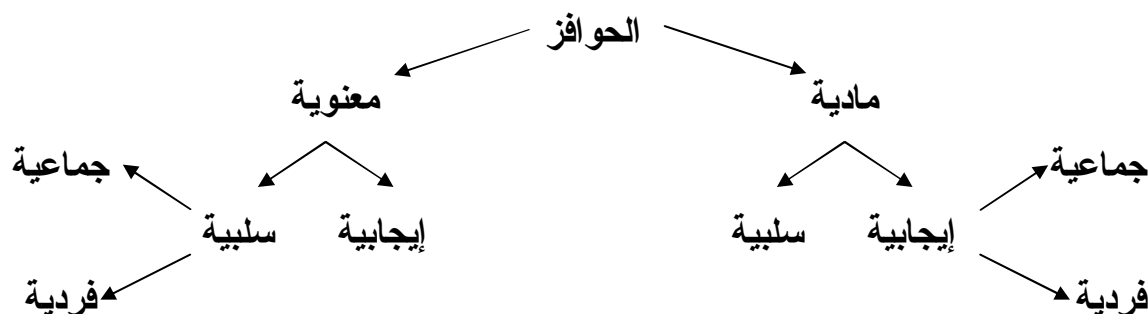 الحوافز
مادية
معنوية
جماعية
جماعية
إيجابية
سلبية
إيجابية
سلبية
فردية
فردية